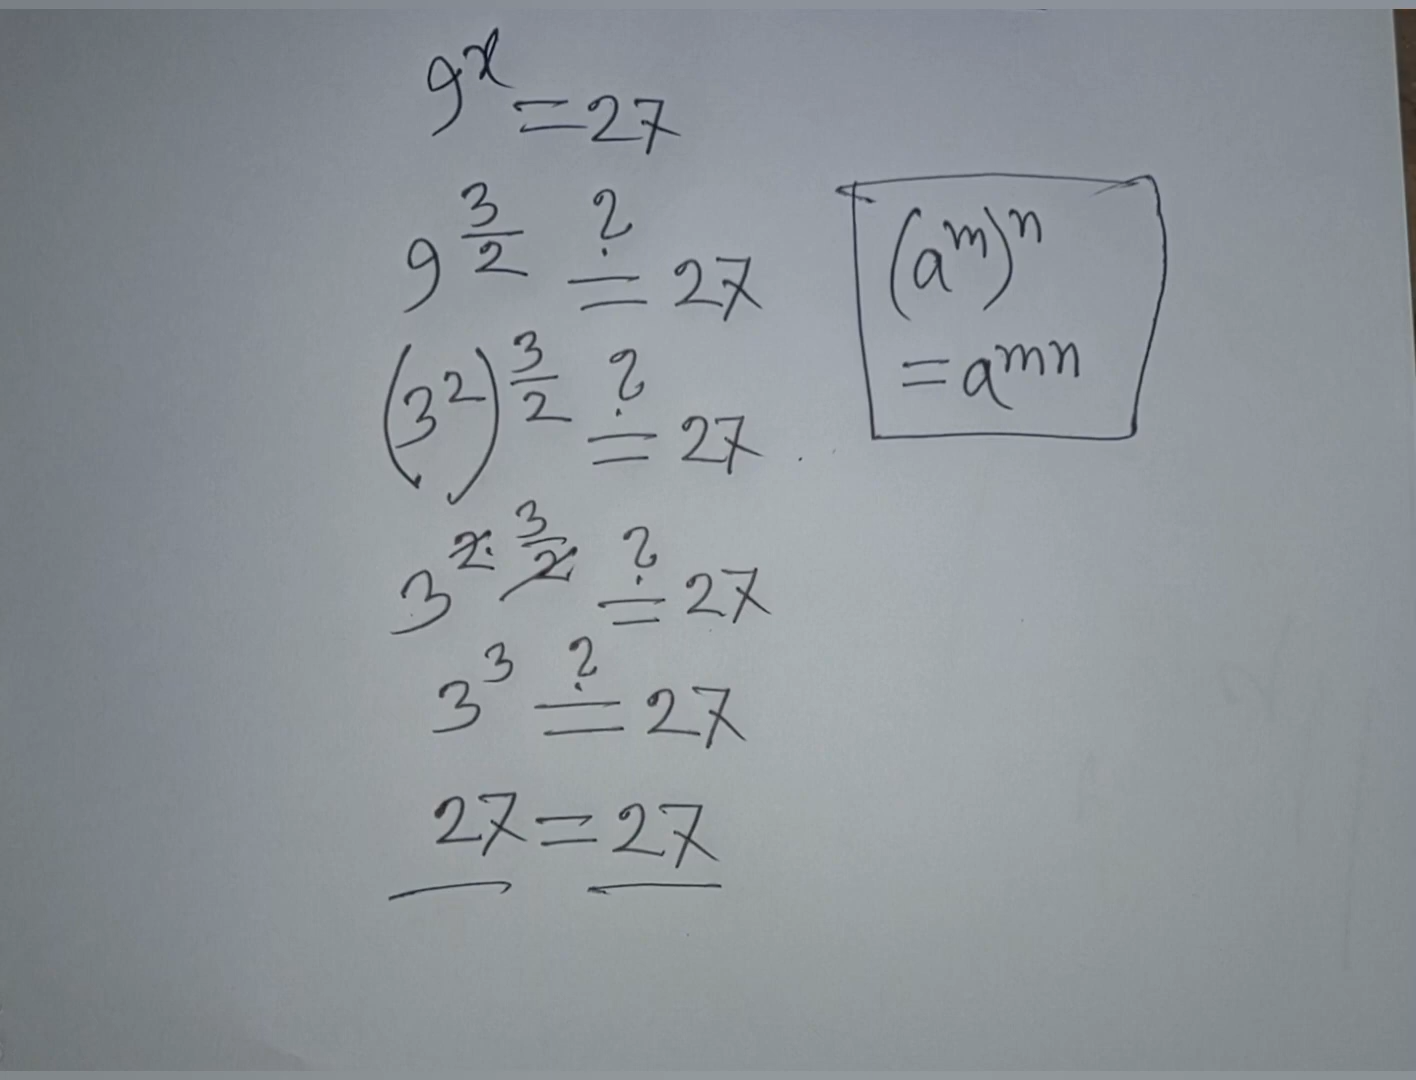 9^x = 27
9^(3/2) ≟ 27
(3^2)^(3/2) ≟ 27
3^(2·3/2) ≟ 27
3^3 ≟ 27
27 = 27
(a^m)^n
= a^mn